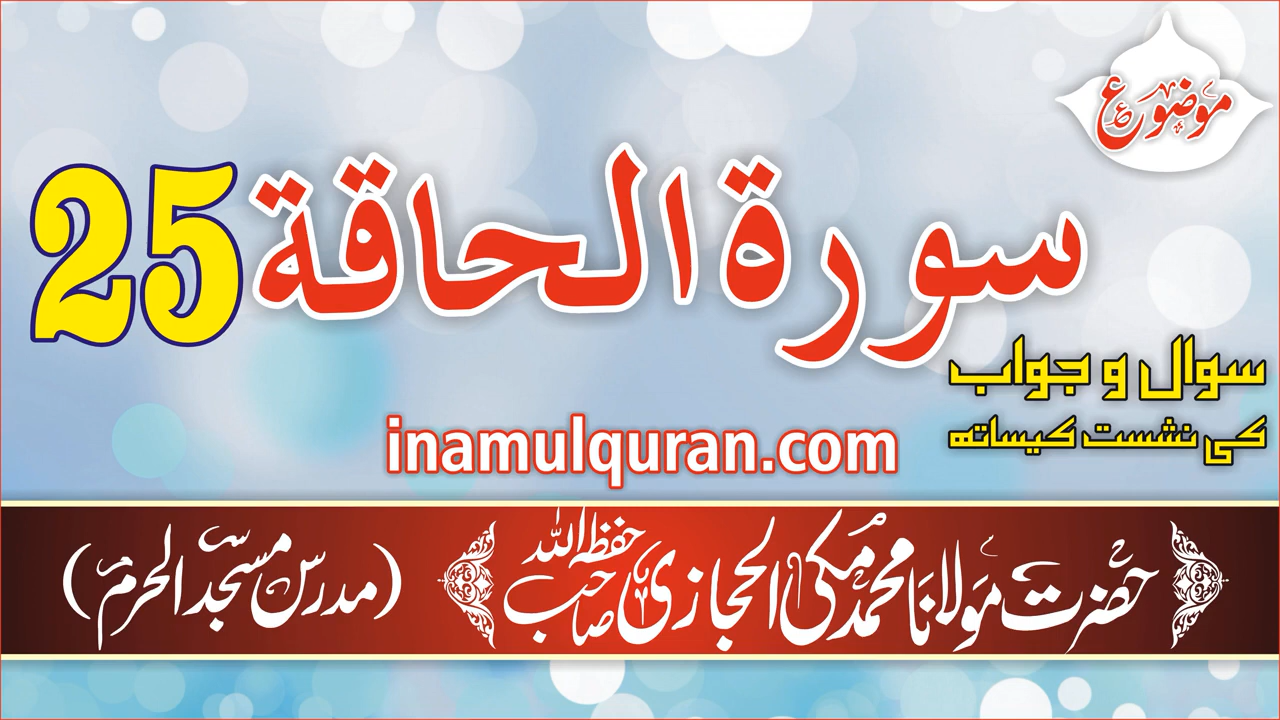 موضوع
سورة الحاقة 25
سوال و جواب
کی نشست کیساتھ
inamulquran.com
حضرت مولانا محمد مکی الحجازی صاحب حفظہ اللہ (مدرس مسجد الحرم)